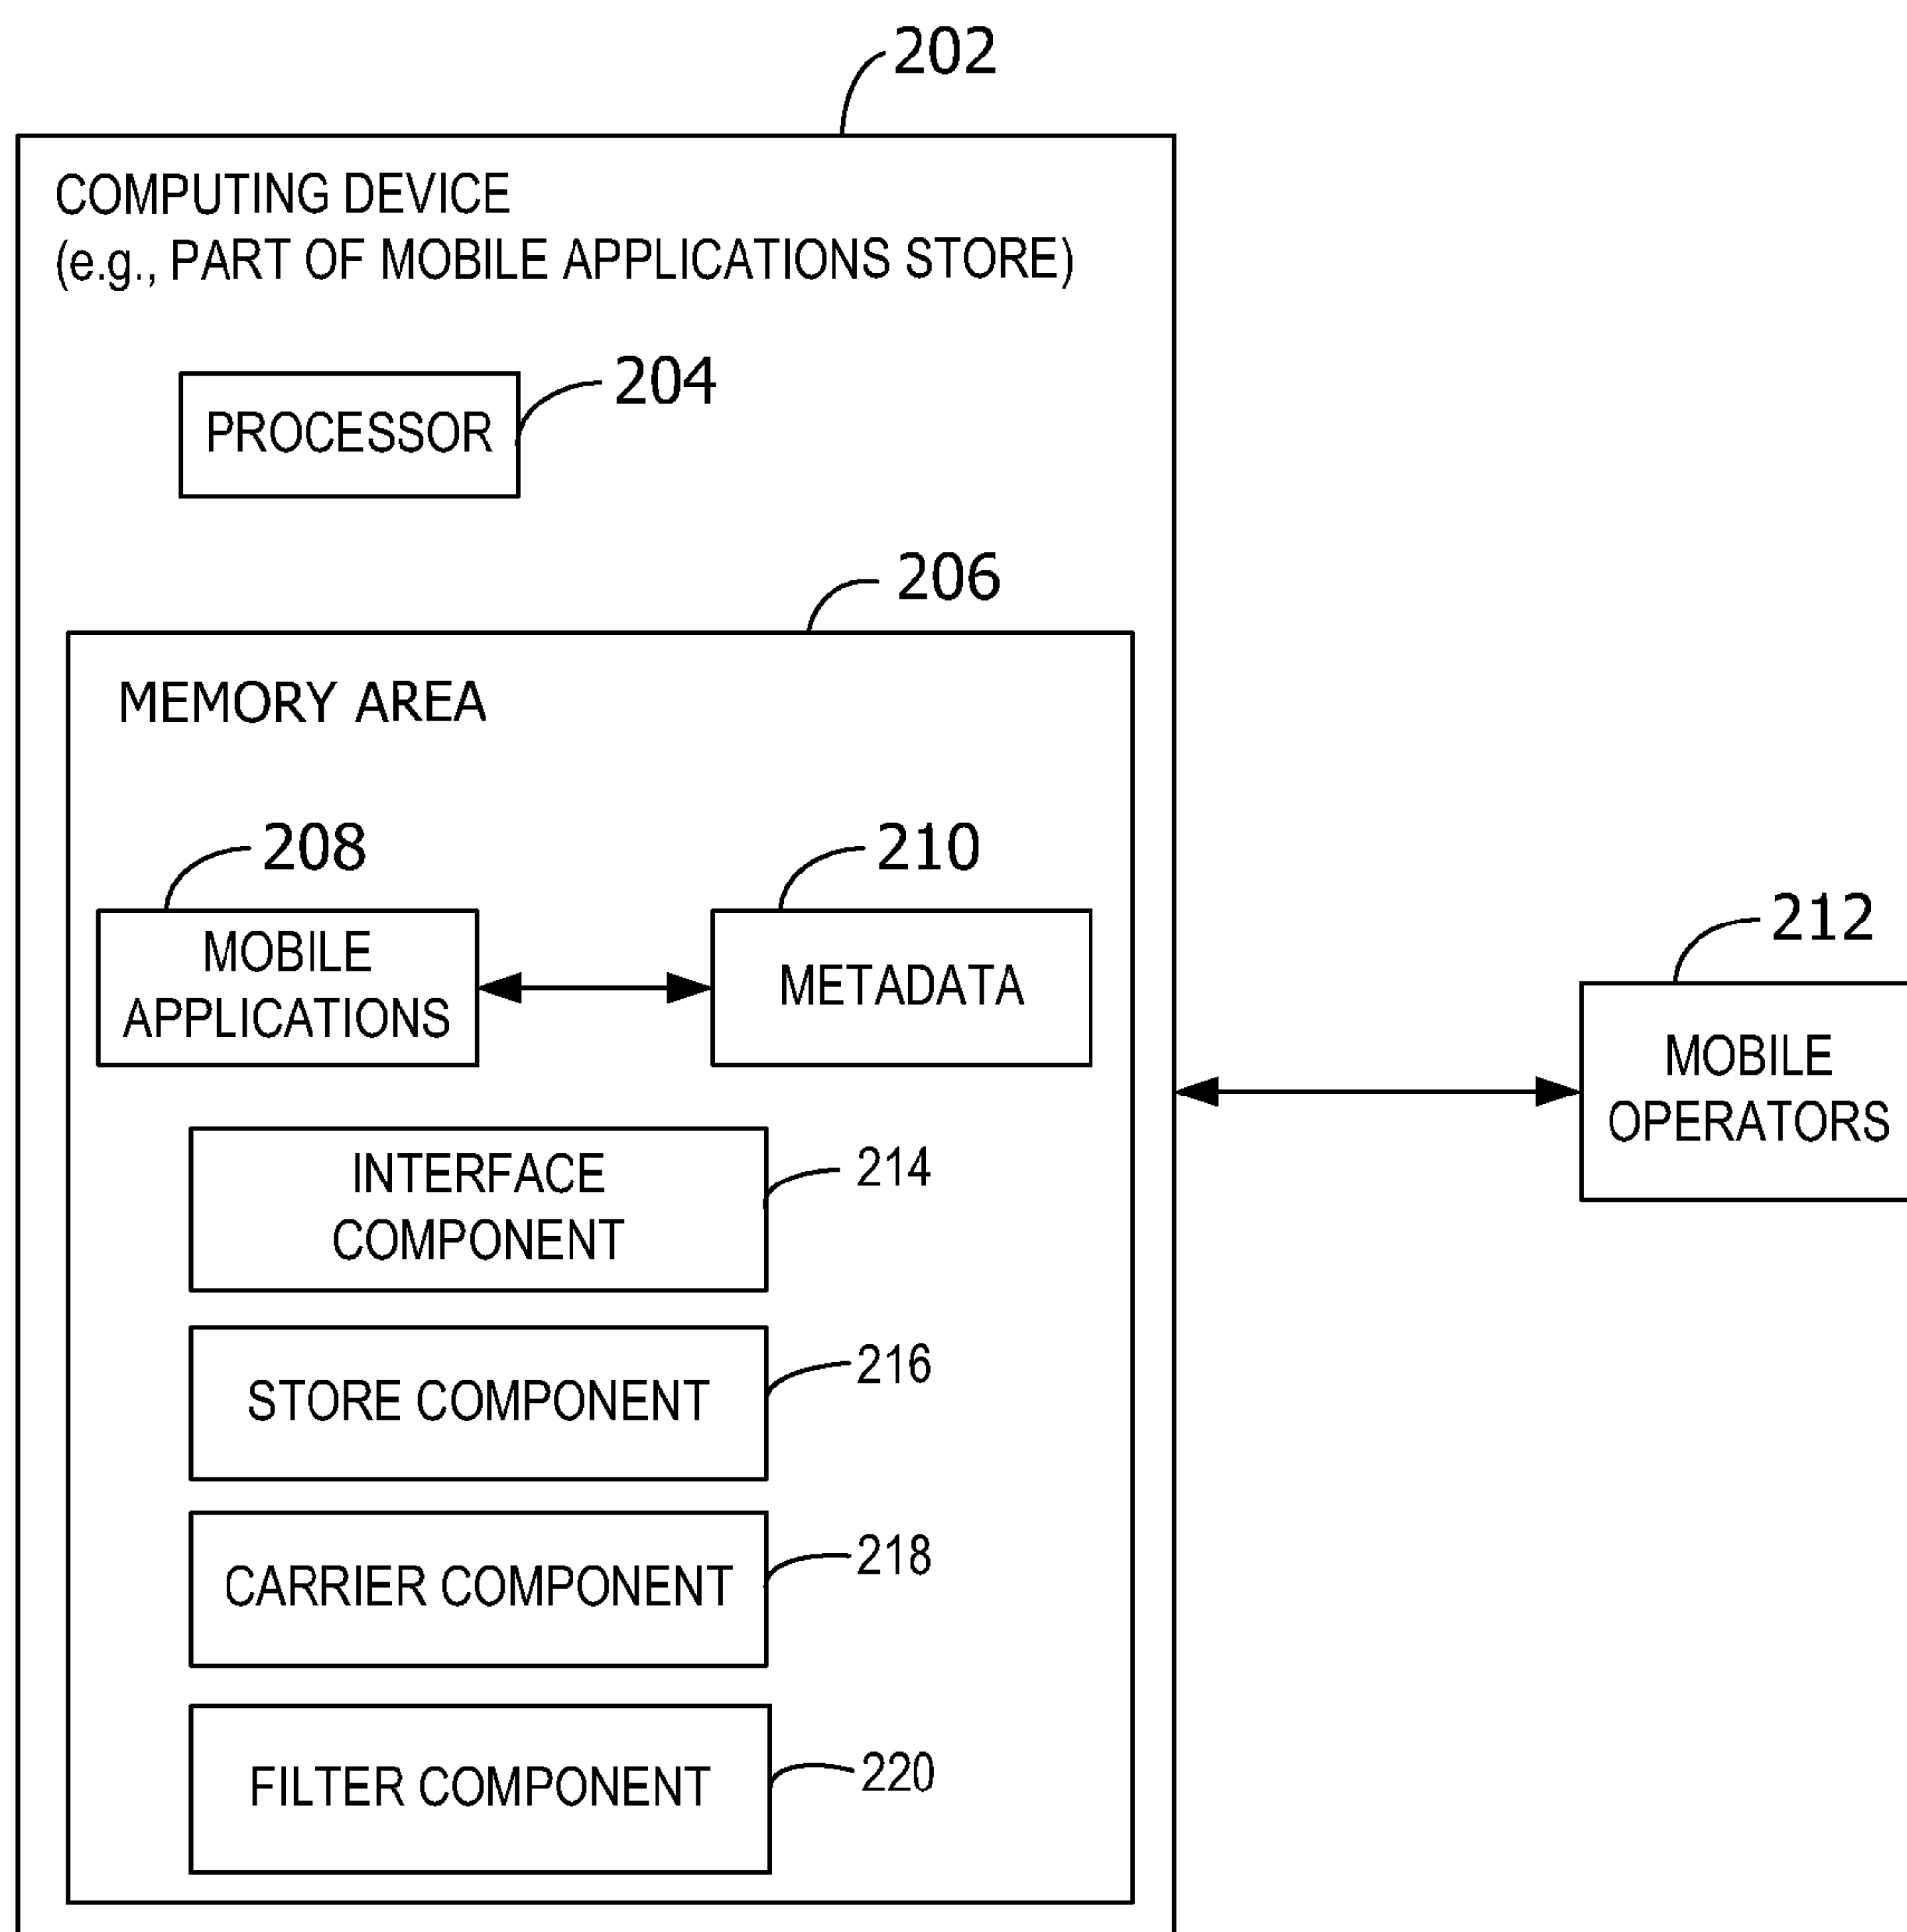 202
COMPUTING DEVICE
(e.g., PART OF MOBILE APPLICATIONS STORE)
204
PROCESSOR
206
MEMORY AREA
208
MOBILE
APPLICATIONS
210
METADATA
212
MOBILE
OPERATORS
INTERFACE
COMPONENT
214
STORE COMPONENT
216
CARRIER COMPONENT
218
FILTER COMPONENT
220